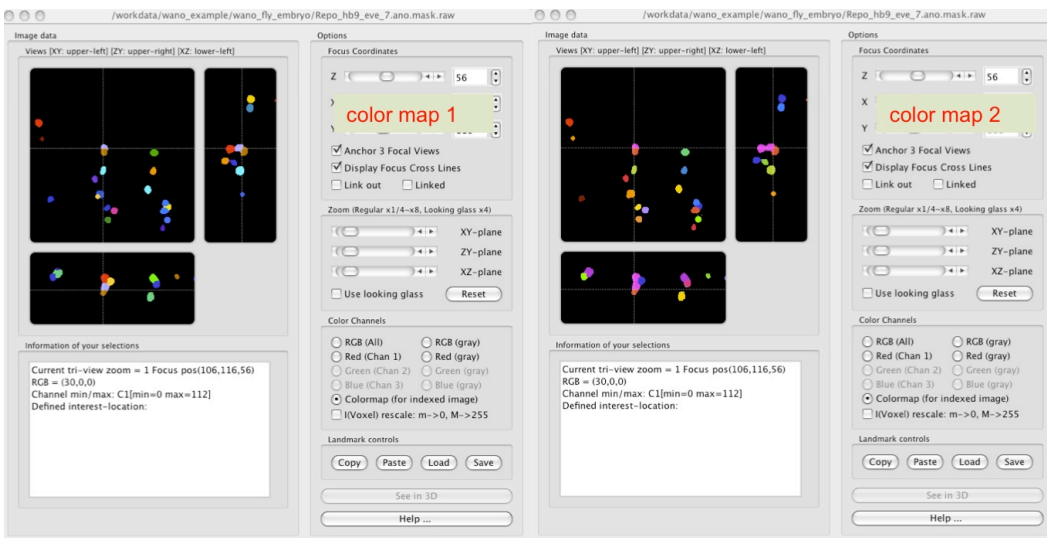 /workdata/wano_example/wano_fly_embryo/Repo_hb9_eve_7.ano.mask.raw
Image data
Views [XY: upper-left] [ZY: upper-right] [XZ: lower-left]
Options
Focus Coordinates
Z 56
color map 1
Anchor 3 Focal Views
Display Focus Cross Lines
Link out Linked
Zoom (Regular x1/4~x8, Looking glass x4)
XY-plane
ZY-plane
XZ-plane
Use looking glass Reset
Color Channels
RGB (All) RGB (gray)
Red (Chan 1) Red (gray)
Green (Chan 2) Green (gray)
Blue (Chan 3) Blue (gray)
Colormap (for indexed image)
I(Voxel) rescale: m->0, M->255
Landmark controls
Copy Paste Load Save
See in 3D
Help ...
Information of your selections
Current tri-view zoom = 1 Focus pos(106,116,56)
RGB = (30,0,0)
Channel min/max: C1[min=0 max=112]
Defined interest-location:
/workdata/wano_example/wano_fly_embryo/Repo_hb9_eve_7.ano.mask.raw
Image data
Views [XY: upper-left] [ZY: upper-right] [XZ: lower-left]
Options
Focus Coordinates
Z 56
X
color map 2
Y
Anchor 3 Focal Views
Display Focus Cross Lines
Link out Linked
Zoom (Regular x1/4~x8, Looking glass x4)
XY-plane
ZY-plane
XZ-plane
Use looking glass Reset
Color Channels
RGB (All) RGB (gray)
Red (Chan 1) Red (gray)
Green (Chan 2) Green (gray)
Blue (Chan 3) Blue (gray)
Colormap (for indexed image)
I(Voxel) rescale: m->0, M->255
Landmark controls
Copy Paste Load Save
See in 3D
Help ...
Information of your selections
Current tri-view zoom = 1 Focus pos(106,116,56)
RGB = (30,0,0)
Channel min/max: C1[min=0 max=112]
Defined interest-location: